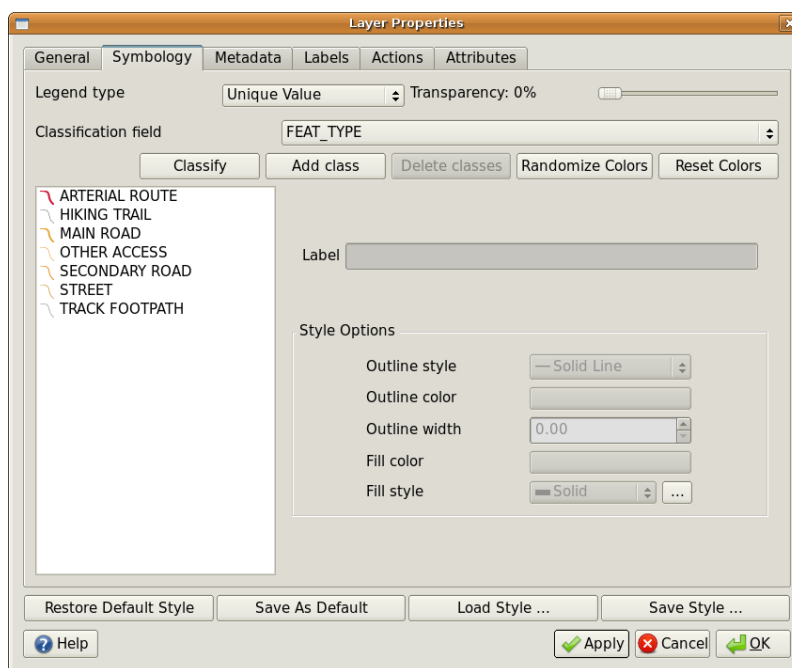 Layer Properties
General Symbology Metadata Labels Actions Attributes
Legend type Unique Value Transparency: 0%
Classification field FEAT_TYPE
Classify Add class Delete classes Randomize Colors Reset Colors
ARTERIAL ROUTE
HIKING TRAIL
MAIN ROAD
OTHER ACCESS
SECONDARY ROAD
STREET
TRACK FOOTPATH
Label
Style Options
Outline style Solid Line
Outline color
Outline width 0.00
Fill color
Fill style Solid ...
Restore Default Style Save As Default Load Style ... Save Style ...
Help Apply Cancel OK